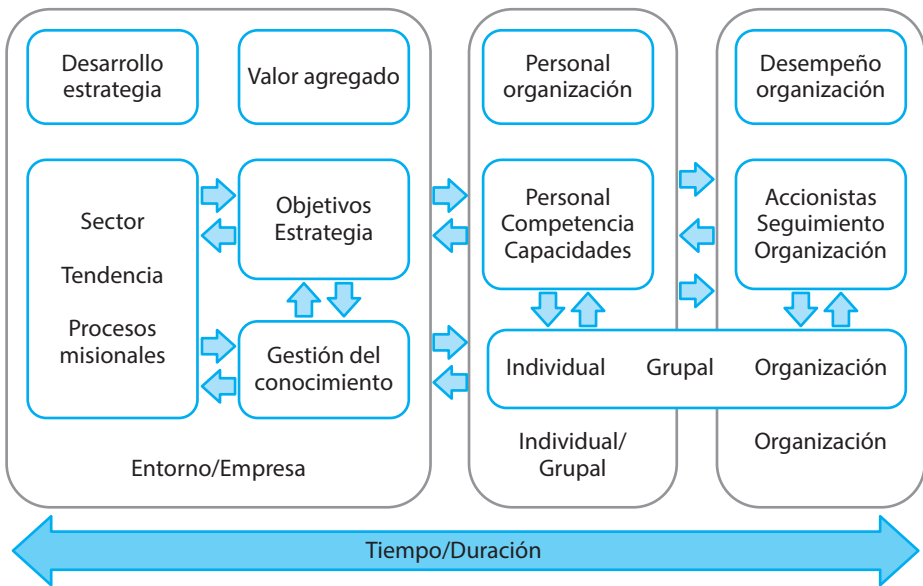 Desarrollo
estrategia
Valor agregado
Personal
organización
Desempeño
organización
Sector
Tendencia
Procesos
misionales
Objetivos
Estrategia
Gestión del
conocimiento
Personal
Competencia
Capacidades
Accionistas
Seguimiento
Organización
Individual Grupal Organización
Entorno/Empresa
Individual/
Grupal
Organización
Tiempo/Duración